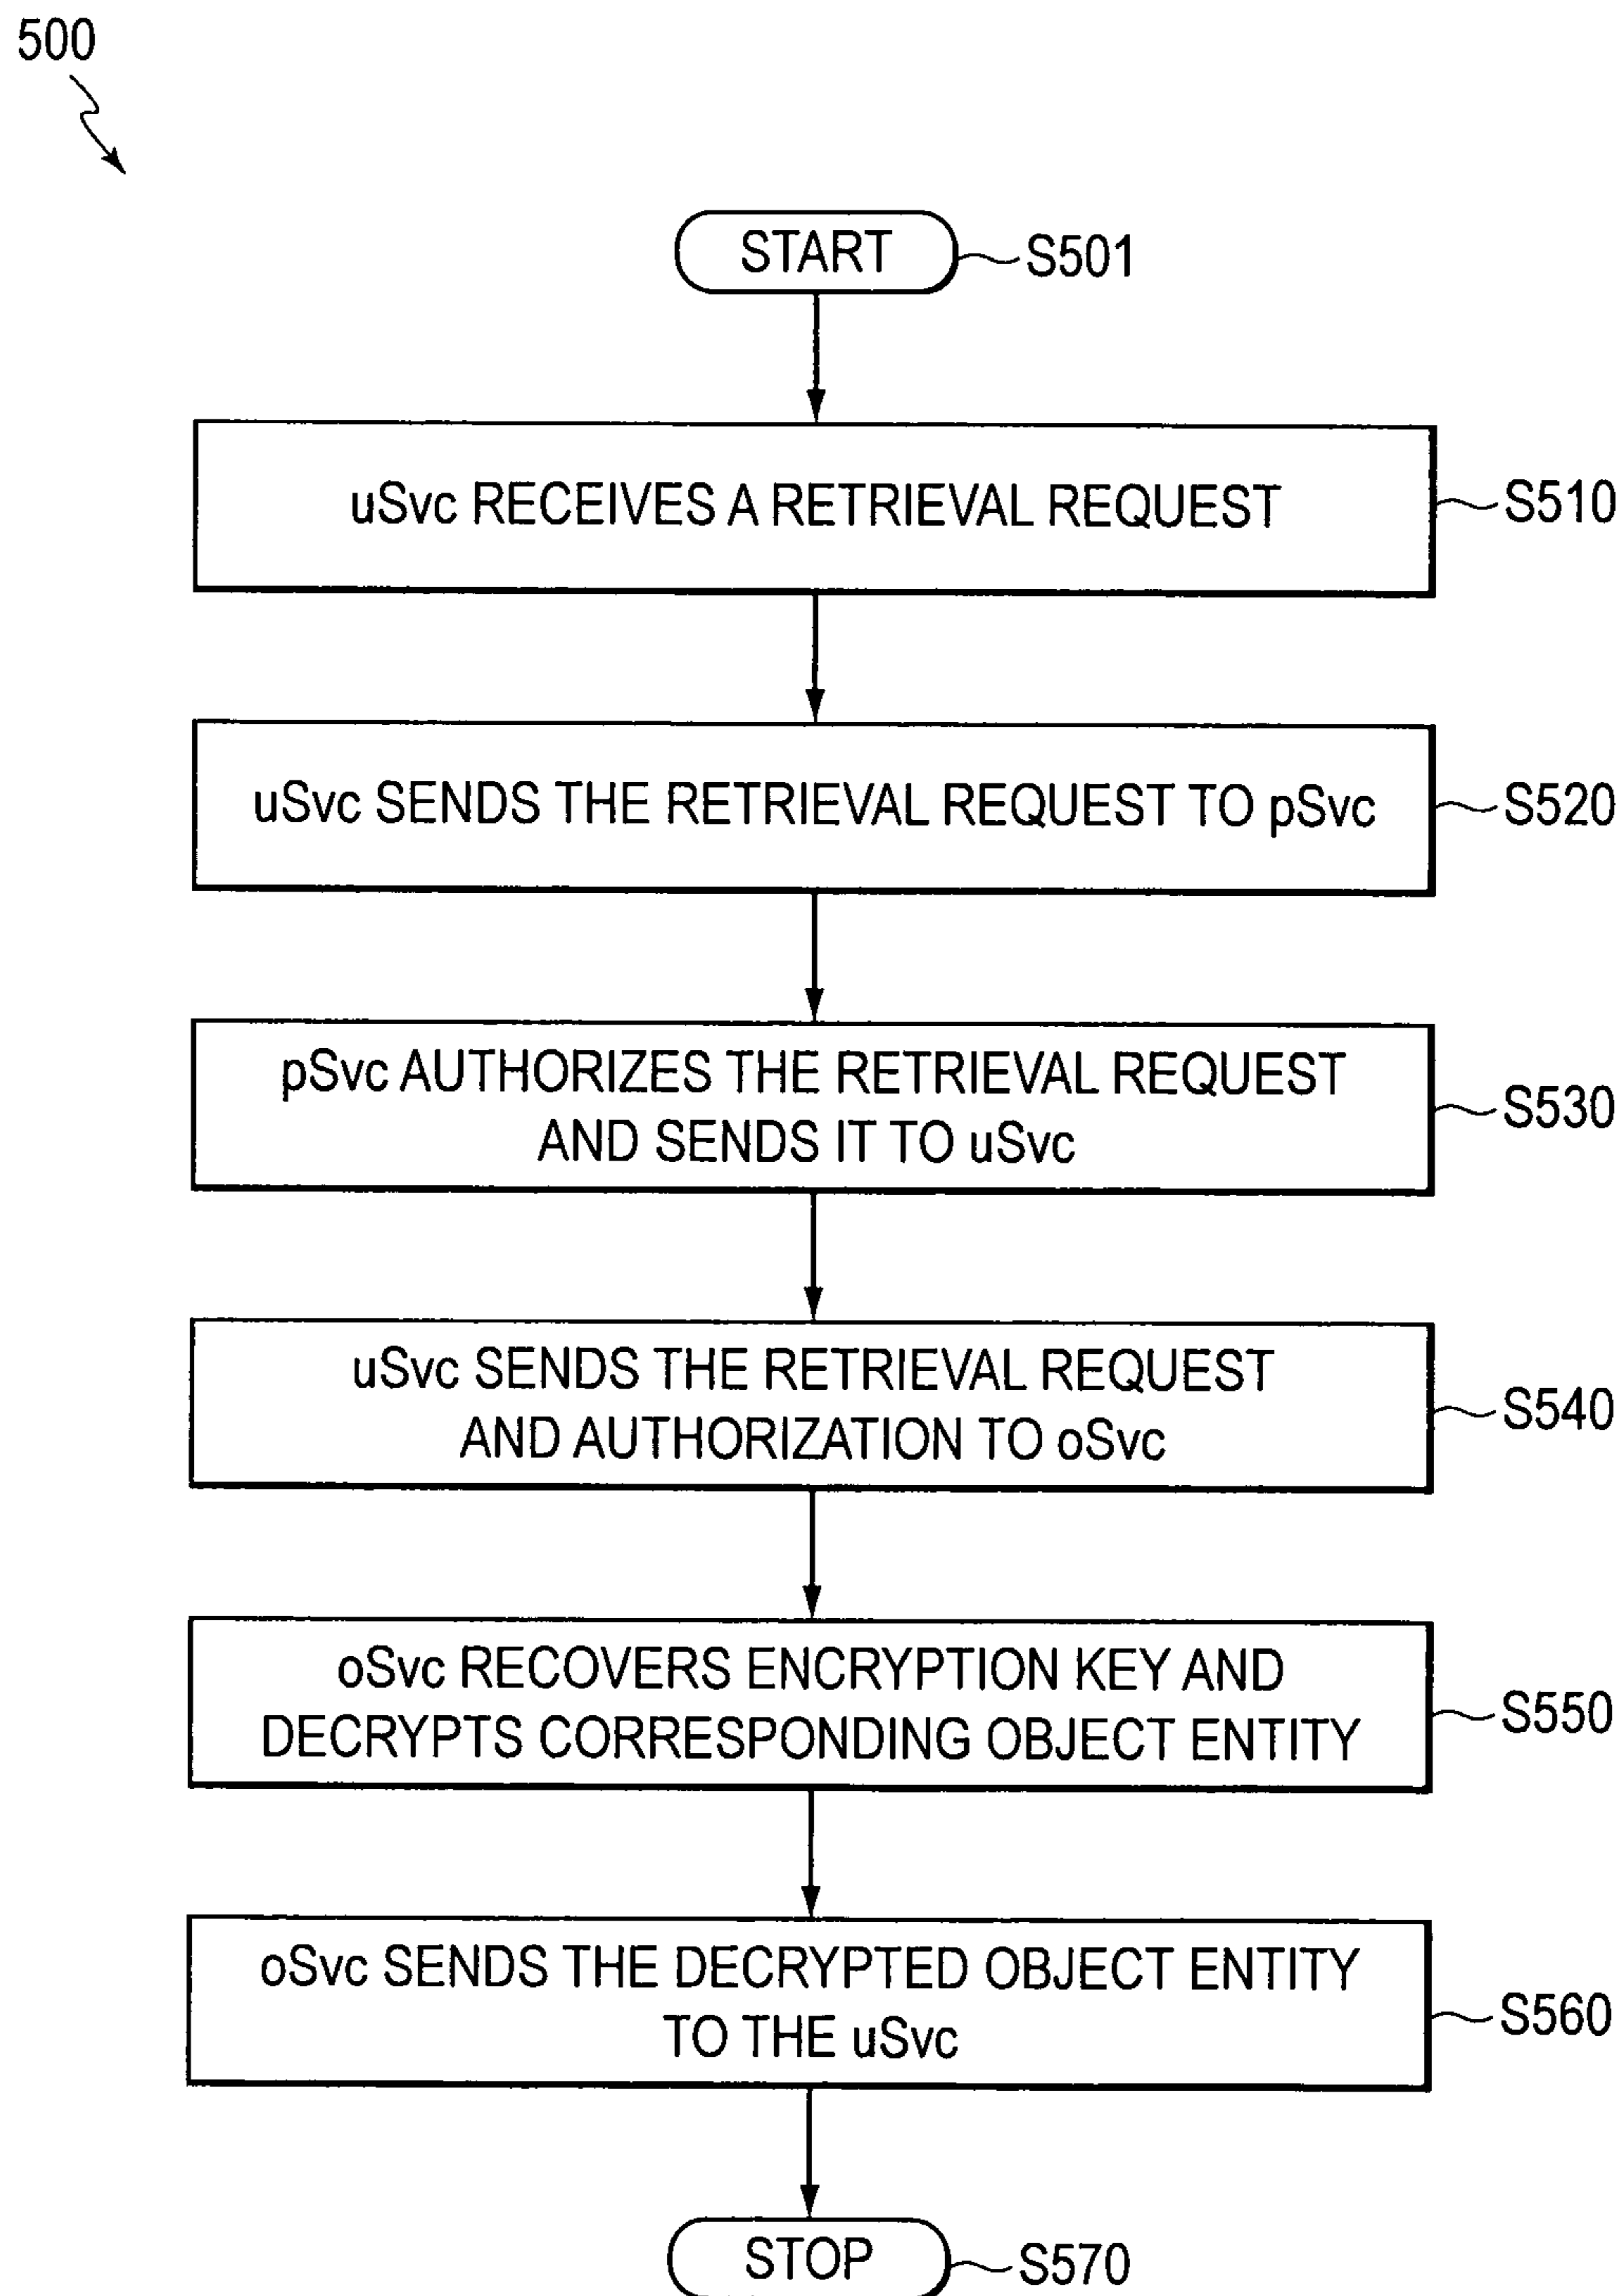 500
START
S501
uSvc RECEIVES A RETRIEVAL REQUEST
S510
uSvc SENDS THE RETRIEVAL REQUEST TO pSvc
S520
pSvc AUTHORIZES THE RETRIEVAL REQUEST
AND SENDS IT TO uSvc
S530
uSvc SENDS THE RETRIEVAL REQUEST
AND AUTHORIZATION TO oSvc
S540
oSvc RECOVERS ENCRYPTION KEY AND
DECRYPTS CORRESPONDING OBJECT ENTITY
S550
oSvc SENDS THE DECRYPTED OBJECT ENTITY
TO THE uSvc
S560
STOP
S570